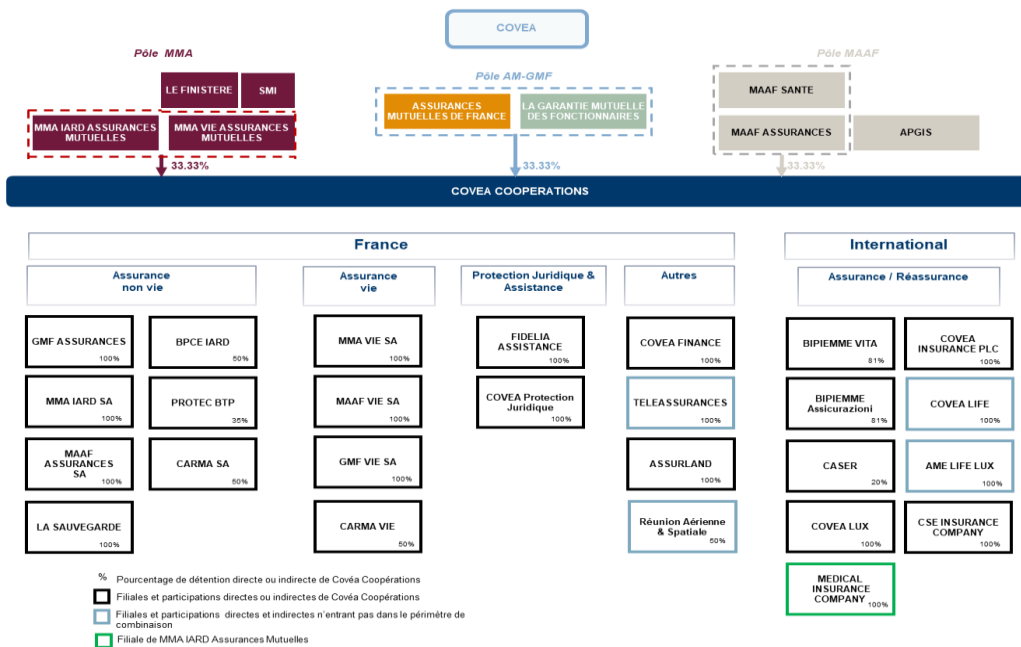 COVEA
Pôle MMA
Pôle AM-GMF
Pôle MAAF
LE FINISTERE
SMI
MMA IARD ASSURANCES
MUTUELLES
MMA VIE ASSURANCES
MUTUELLES
ASSURANCES
MUTUELLES DE FRANCE
LA GARANTIE MUTUELLE
DES FONCTIONNAIRES
MAAF SANTE
MAAF ASSURANCES
APGIS
33.33%
33.33%
33.33%
COVEA COOPERATIONS
France
International
Assurance
non vie
Assurance
vie
Protection Juridique &
Assistance
Autres
Assurance / Réassurance
GMF ASSURANCES
100%
BPCE IARD
50%
MMA IARD SA
100%
PROTEC BTP
35%
MAAF
ASSURANCES
SA
100%
CARMA SA
50%
LA SAUVEGARDE
100%
MMA VIE SA
100%
MAAF VIE SA
100%
GMF VIE SA
100%
CARMA VIE
50%
FIDELIA
ASSISTANCE
100%
COVEA Protection
Juridique
100%
COVEA FINANCE
100%
TELEASSURANCES
100%
ASSURLAND
100%
Réunion Aérienne
& Spatiale
50%
BIPIEMME VITA
81%
COVEA
INSURANCE PLC
100%
BIPIEMME
Assicurazioni
81%
COVEA LIFE
100%
CASER
20%
AME LIFE LUX
100%
COVEA LUX
100%
CSE INSURANCE
COMPANY
100%
MEDICAL
INSURANCE
COMPANY
100%
% Pourcentage de détention directe ou indirecte de Covéa Coopérations
Filiales et participations directes ou indirectes de Covéa Coopérations
Filiales et participations directes et indirectes n'entrant pas dans le périmètre de
combinaison
Filiale de MMA IARD Assurances Mutuelles